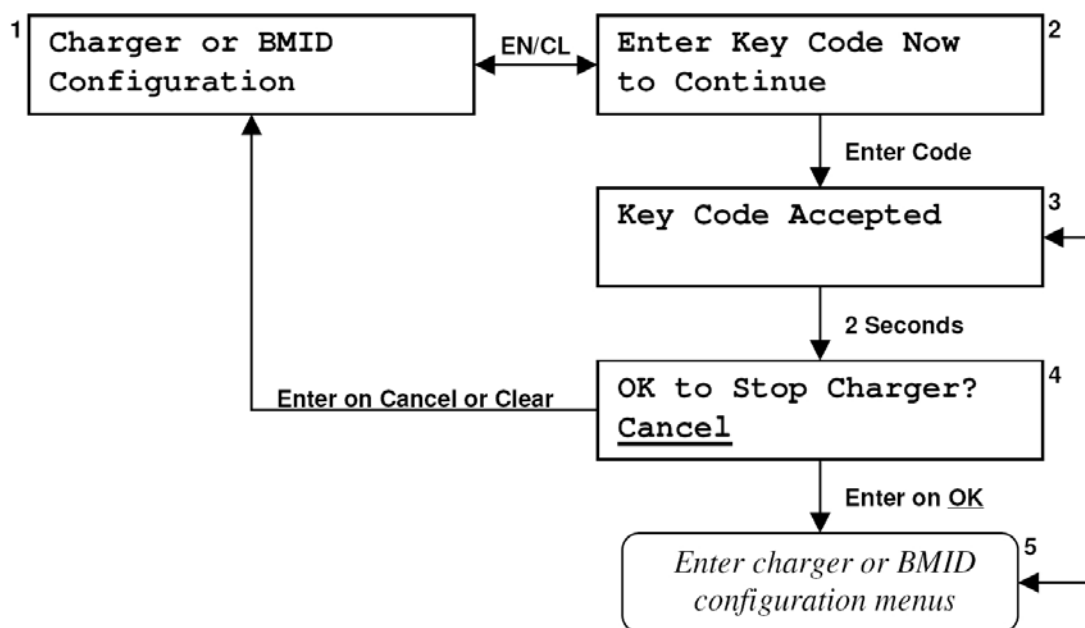 1
Charger or BMID
Configuration
EN/CL
2
Enter Key Code Now
to Continue
Enter Code
3
Key Code Accepted
2 Seconds
4
OK to Stop Charger?
Cancel
Enter on Cancel or Clear
Enter on OK
5
Enter charger or BMID
configuration menus